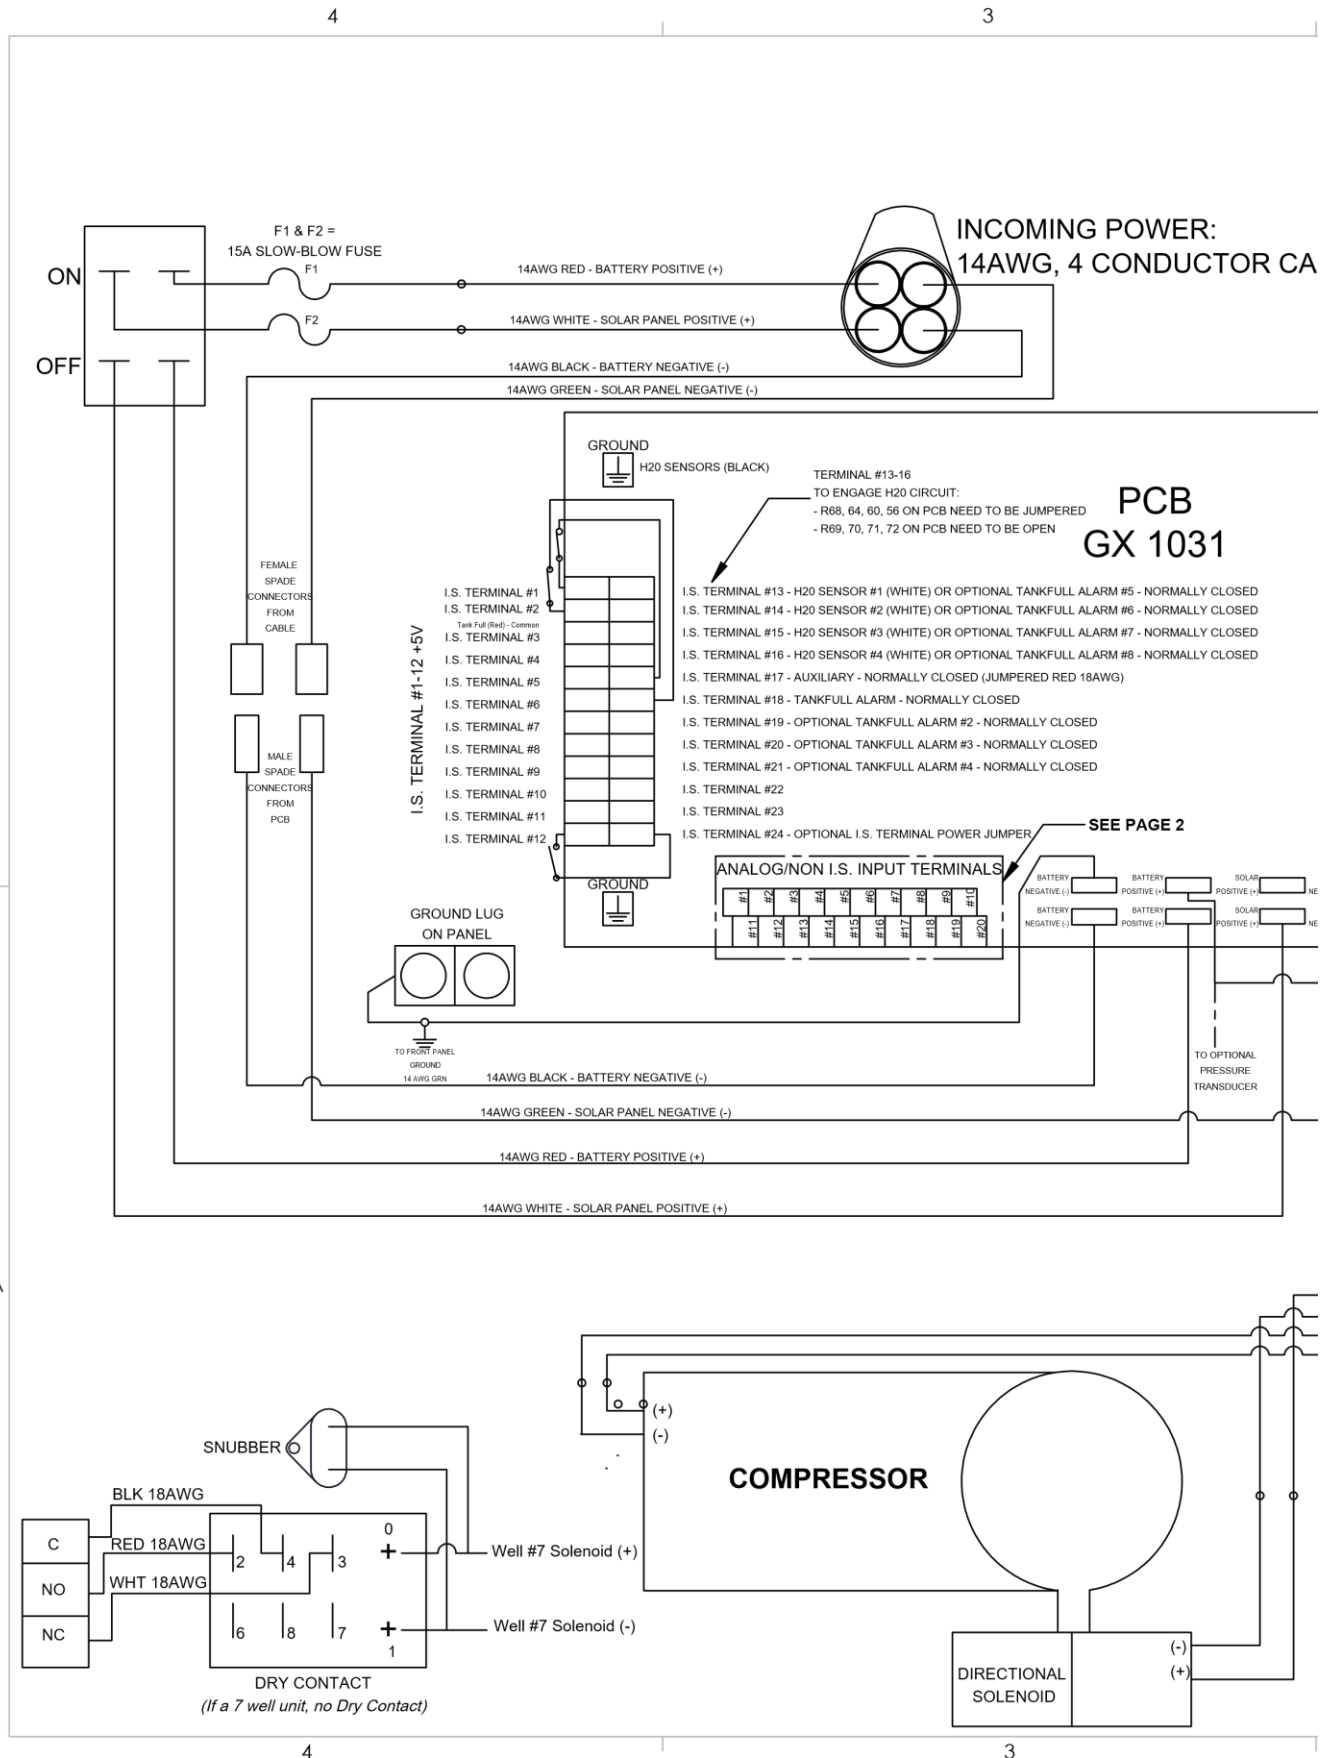 4
3
INCOMING POWER:
14AWG, 4 CONDUCTOR CA
F1 & F2 =
15A SLOW-BLOW FUSE
ON
F1
14AWG RED - BATTERY POSITIVE (+)
F2
14AWG WHITE - SOLAR PANEL POSITIVE (+)
OFF
14AWG BLACK - BATTERY NEGATIVE (-)
14AWG GREEN - SOLAR PANEL NEGATIVE (-)
GROUND
H20 SENSORS (BLACK)
TERMINAL #13-16
TO ENGAGE H20 CIRCUIT:
- R68, 64, 60, 56 ON PCB NEED TO BE JUMPERED
- R69, 70, 71, 72 ON PCB NEED TO BE OPEN
PCB
GX 1031
FEMALE
SPADE
CONNECTORS
FROM
CABLE
MALE
SPADE
CONNECTORS
FROM
PCB
I.S. TERMINAL #1-12 +5V
I.S. TERMINAL #1
I.S. TERMINAL #2
Tank Full (Red) - Common
I.S. TERMINAL #3
I.S. TERMINAL #4
I.S. TERMINAL #5
I.S. TERMINAL #6
I.S. TERMINAL #7
I.S. TERMINAL #8
I.S. TERMINAL #9
I.S. TERMINAL #10
I.S. TERMINAL #11
I.S. TERMINAL #12
I.S. TERMINAL #13 - H20 SENSOR #1 (WHITE) OR OPTIONAL TANKFULL ALARM #5 - NORMALLY CLOSED
I.S. TERMINAL #14 - H20 SENSOR #2 (WHITE) OR OPTIONAL TANKFULL ALARM #6 - NORMALLY CLOSED
I.S. TERMINAL #15 - H20 SENSOR #3 (WHITE) OR OPTIONAL TANKFULL ALARM #7 - NORMALLY CLOSED
I.S. TERMINAL #16 - H20 SENSOR #4 (WHITE) OR OPTIONAL TANKFULL ALARM #8 - NORMALLY CLOSED
I.S. TERMINAL #17 - AUXILIARY - NORMALLY CLOSED (JUMPERED RED 18AWG)
I.S. TERMINAL #18 - TANKFULL ALARM - NORMALLY CLOSED
I.S. TERMINAL #19 - OPTIONAL TANKFULL ALARM #2 - NORMALLY CLOSED
I.S. TERMINAL #20 - OPTIONAL TANKFULL ALARM #3 - NORMALLY CLOSED
I.S. TERMINAL #21 - OPTIONAL TANKFULL ALARM #4 - NORMALLY CLOSED
I.S. TERMINAL #22
I.S. TERMINAL #23
I.S. TERMINAL #24 - OPTIONAL I.S. TERMINAL POWER JUMPER
SEE PAGE 2
GROUND
ANALOG/NON I.S. INPUT TERMINALS
#1 #2 #3 #4 #5 #6 #7 #8 #9 #10
#11 #12 #13 #14 #15 #16 #17 #18 #19 #20
BATTERY
NEGATIVE (-)
BATTERY
POSITIVE (+)
SOLAR
POSITIVE (+)
NE
BATTERY
NEGATIVE (-)
BATTERY
POSITIVE (+)
SOLAR
POSITIVE (+)
NE
GROUND LUG
ON PANEL
TO FRONT PANEL
GROUND
14 AWG GRN
TO OPTIONAL
PRESSURE
TRANSDUCER
14AWG BLACK - BATTERY NEGATIVE (-)
14AWG GREEN - SOLAR PANEL NEGATIVE (-)
14AWG RED - BATTERY POSITIVE (+)
14AWG WHITE - SOLAR PANEL POSITIVE (+)
(+)
(-)
COMPRESSOR
SNUBBER
BLK 18AWG
C
RED 18AWG
NO
WHT 18AWG
NC
2 4 3 0
+
6 8 7 +
1
Well #7 Solenoid (+)
Well #7 Solenoid (-)
DRY CONTACT
(If a 7 well unit, no Dry Contact)
DIRECTIONAL
SOLENOID
(-)
(+)
4
3